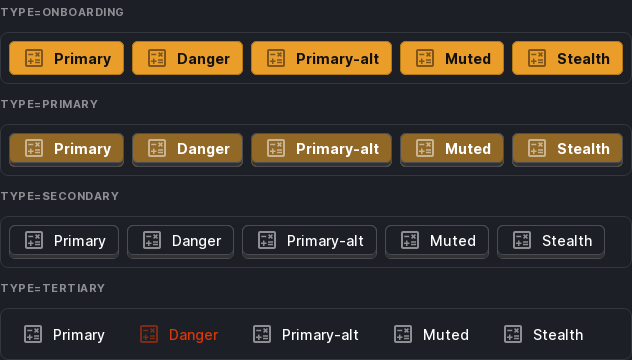 TYPE=ONBOARDING
Primary Danger Primary-alt Muted Stealth
TYPE=PRIMARY
Primary Danger Primary-alt Muted Stealth
TYPE=SECONDARY
Primary Danger Primary-alt Muted Stealth
TYPE=TERTIARY
Primary Danger Primary-alt Muted Stealth